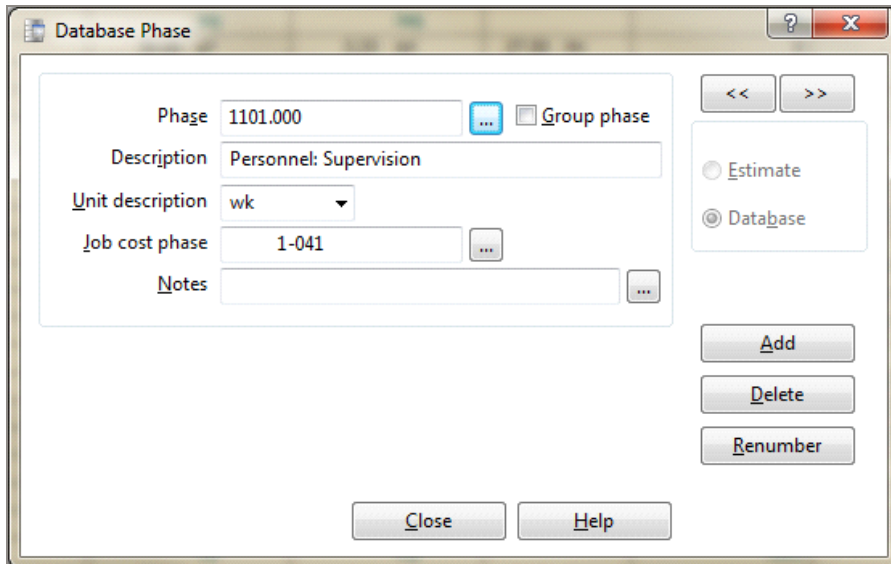 Database Phase
?
X
Phase 1101.000 ... Group phase
Description Personnel: Supervision
Unit description wk
Job cost phase 1-041 ...
Notes ...
<< >>
Estimate
Database
Add
Delete
Renumber
Close Help